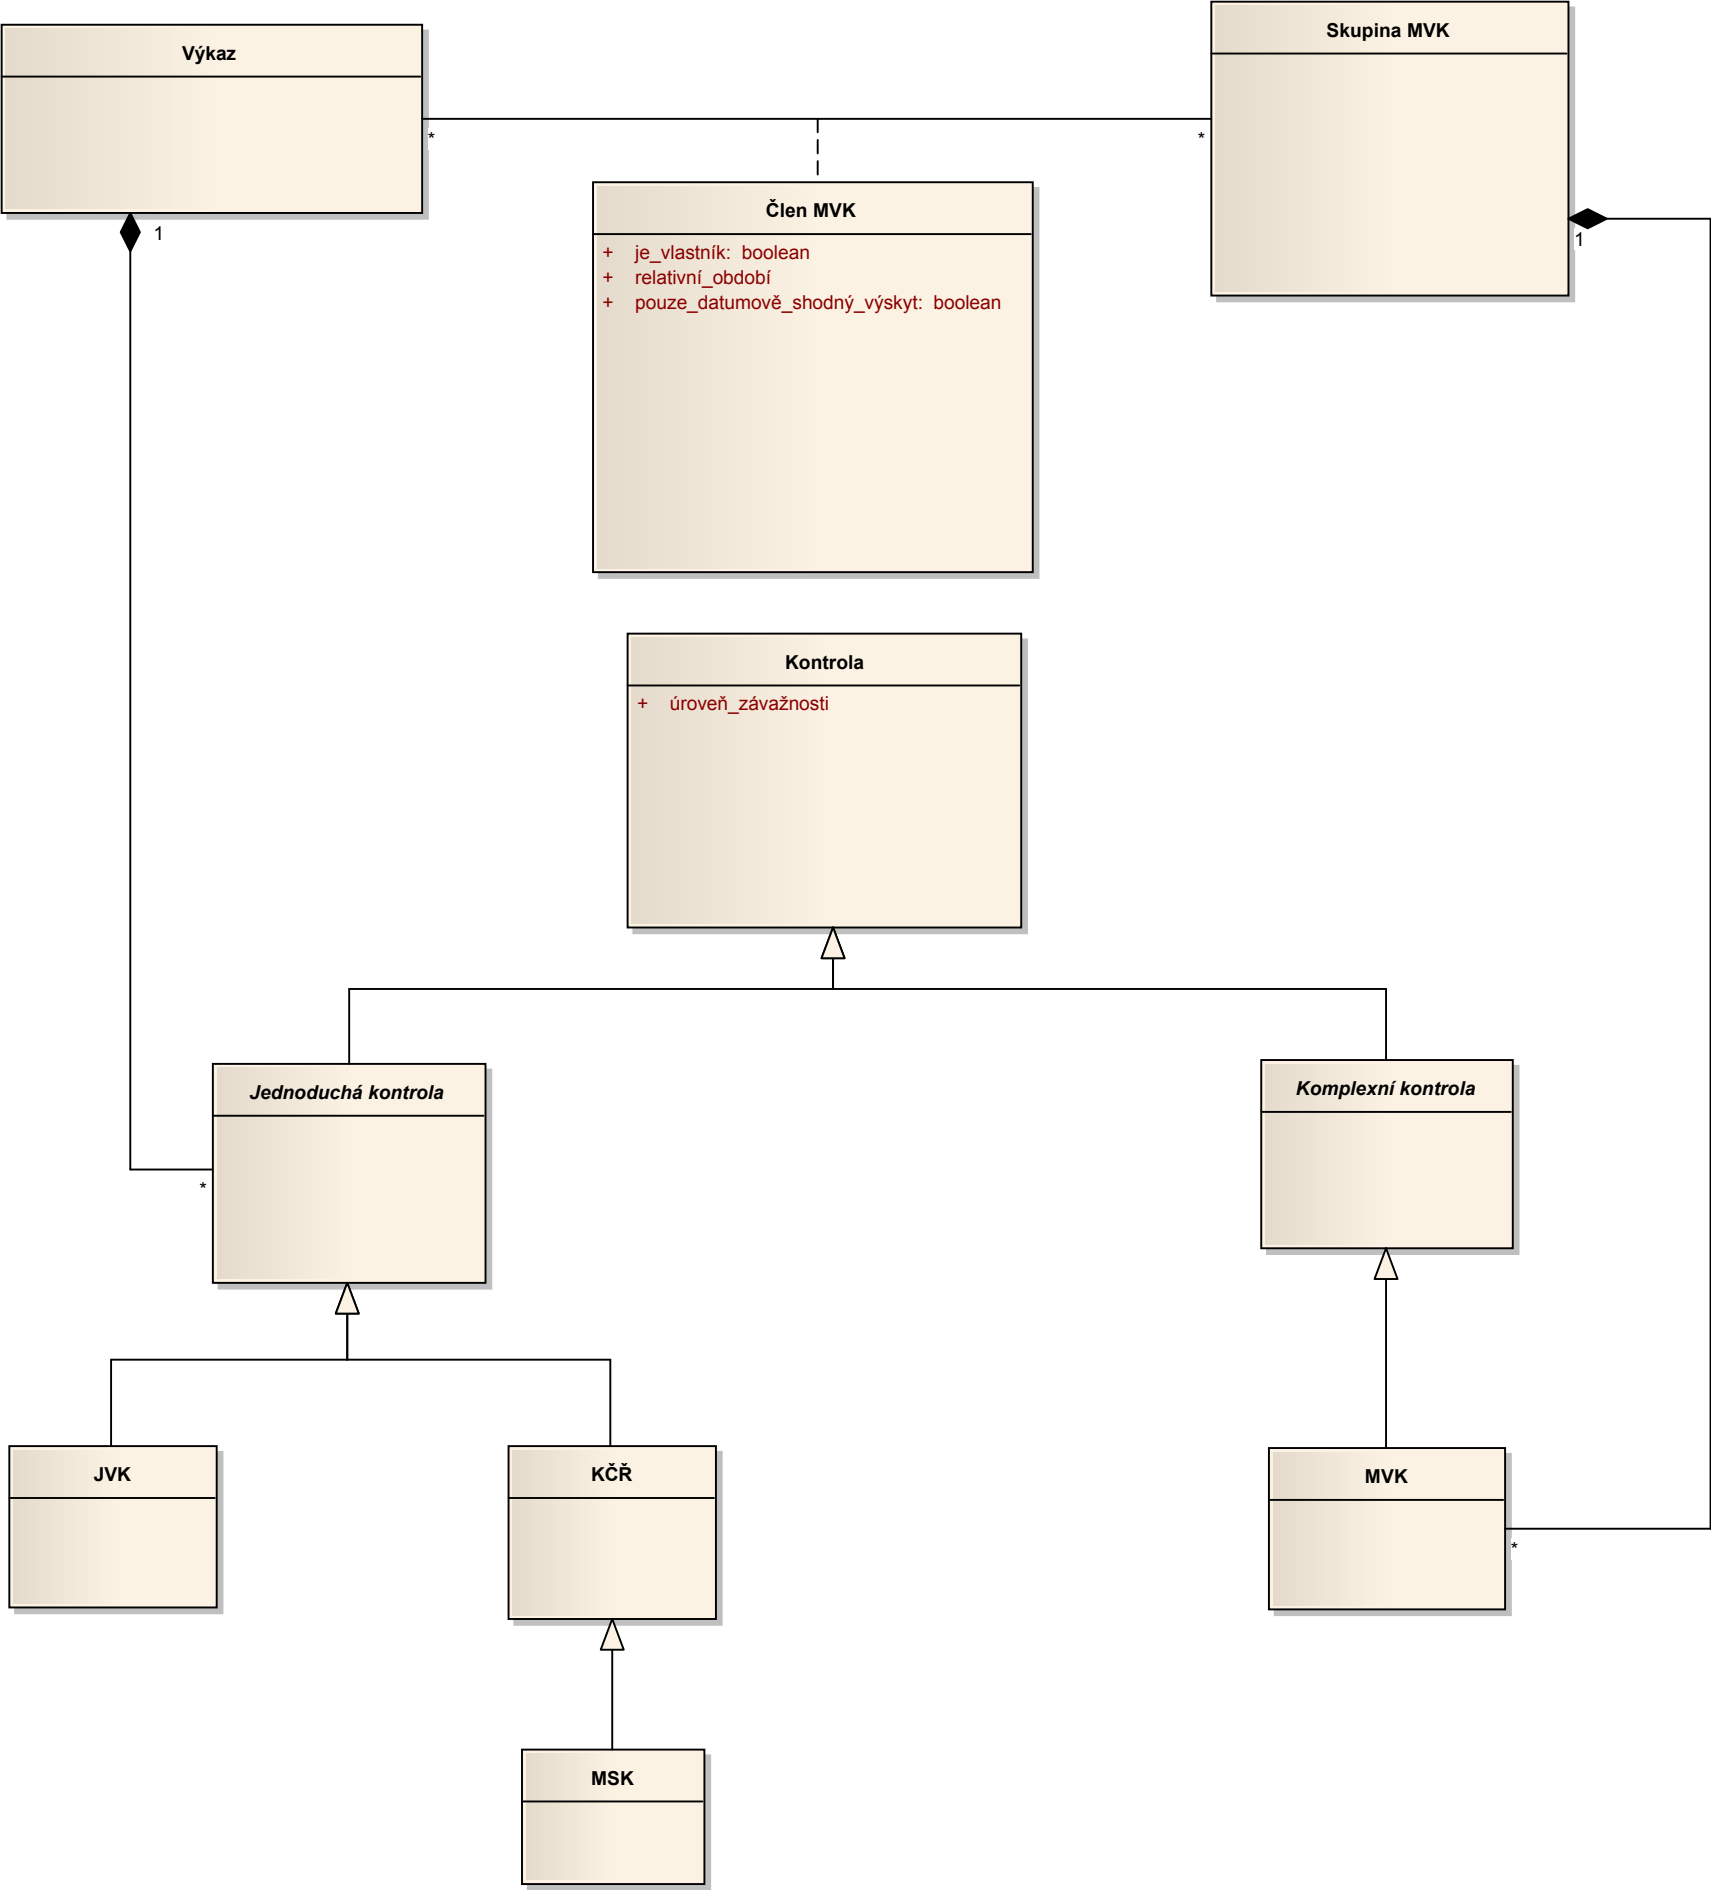 Výkaz
Skupina MVK
*
*
Člen MVK
1
1
+ je_vlastník: boolean
+ relativní_období
+ pouze_datumově_shodný_výskyt: boolean
Kontrola
+ úroveň_závažnosti
Jednoduchá kontrola
Komplexní kontrola
*
JVK
KČŘ
MVK
*
MSK